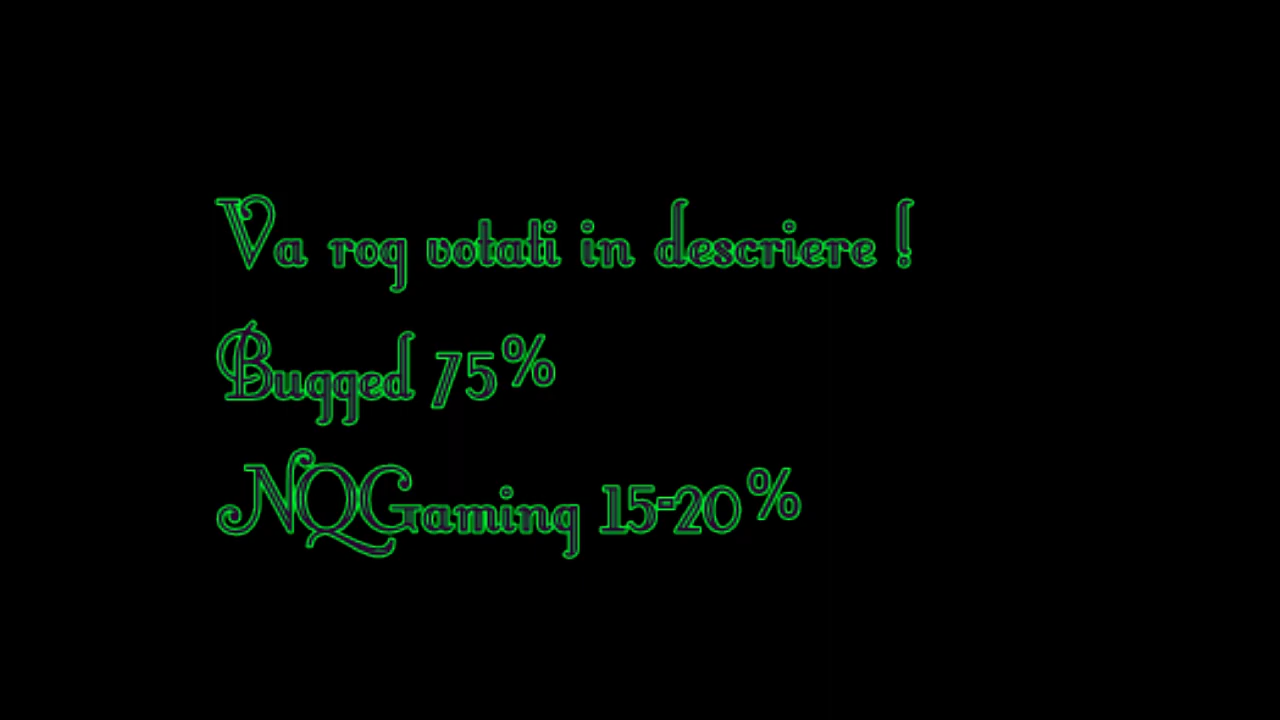 Va rog votati in descriere !
Bugged 75%
NQGaming 15-20%